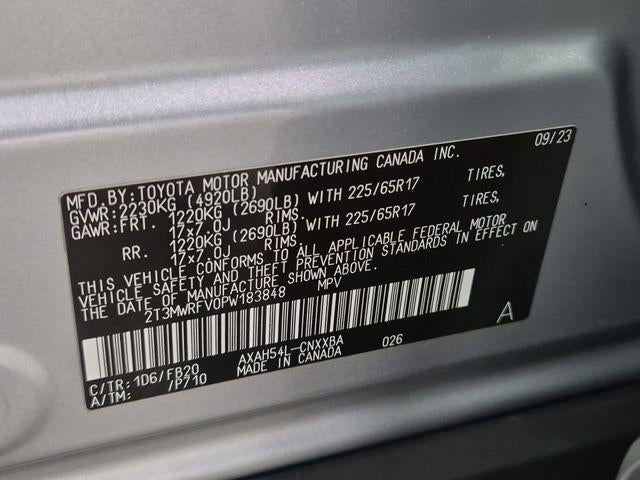 09/23
MFD.BY:TOYOTA MOTOR MANUFACTURING CANADA INC.
GVWR:2230KG (4920LB)
GAWR:FRT. 1220KG (2690LB) WITH 225/65R17 TIRES,
17x7.0J RIMS.
RR. 1220KG (2690LB) WITH 225/65R17 TIRES,
17x7.0J RIMS.
THIS VEHICLE CONFORMS TO ALL APPLICABLE FEDERAL MOTOR
VEHICLE SAFETY AND THEFT PREVENTION STANDARDS IN EFFECT ON
THE DATE OF MANUFACTURE SHOWN ABOVE.
2T3MWRFV0PW183848 MPV
A
C/TR: 1D6/FB20 AXAH54L-CNXXBA 026
A/TM: /P710 MADE IN CANADA